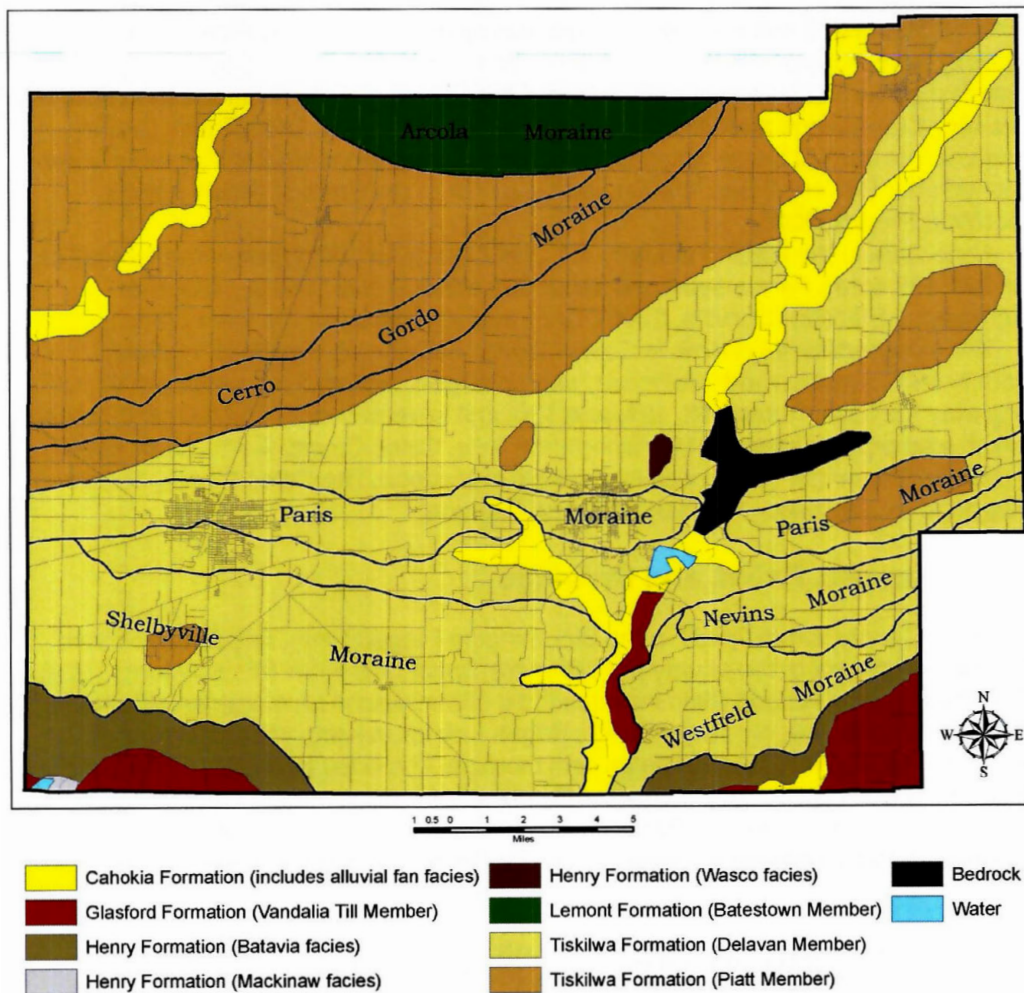 Arcola Moraine
Moraine
Gordo
Cerro
Paris
Moraine
Paris
Moraine
Shelbyville
Moraine
Nevins
Moraine
Westfield
Moraine
N
W E
S
1 0.5 0 1 2 3 4 5
Miles
Cahokia Formation (includes alluvial fan facies)
Glasford Formation (Vandalia Till Member)
Henry Formation (Batavia facies)
Henry Formation (Mackinaw facies)
Henry Formation (Wasco facies)
Lemont Formation (Batestown Member)
Tiskilwa Formation (Delavan Member)
Tiskilwa Formation (Piatt Member)
Bedrock
Water